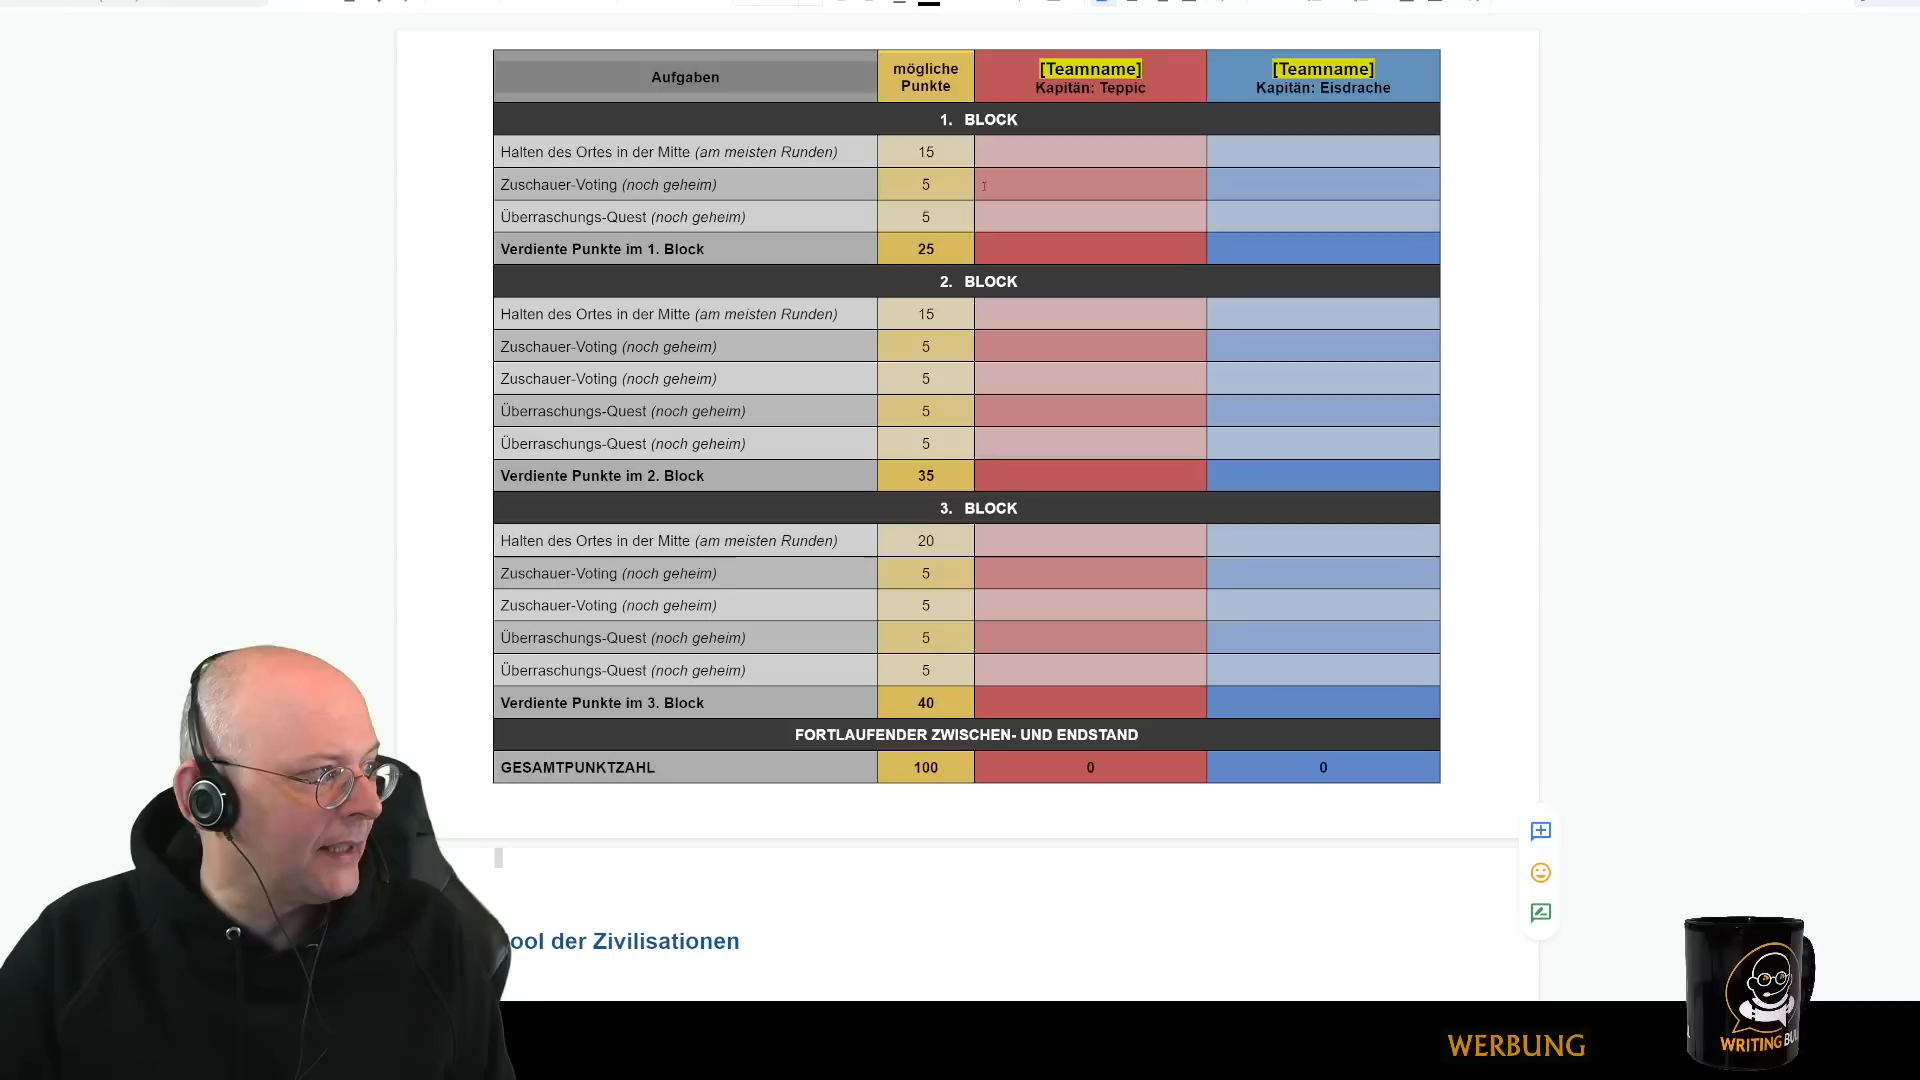 Aufgaben
mögliche Punkte
[Teamname]
Kapitän: Teppic
[Teamname]
Kapitän: Eisdrache
1. BLOCK
Halten des Ortes in der Mitte (am meisten Runden) 15
Zuschauer-Voting (noch geheim) 5
Überraschungs-Quest (noch geheim) 5
Verdiente Punkte im 1. Block 25
2. BLOCK
Halten des Ortes in der Mitte (am meisten Runden) 15
Zuschauer-Voting (noch geheim) 5
Zuschauer-Voting (noch geheim) 5
Überraschungs-Quest (noch geheim) 5
Überraschungs-Quest (noch geheim) 5
Verdiente Punkte im 2. Block 35
3. BLOCK
Halten des Ortes in der Mitte (am meisten Runden) 20
Zuschauer-Voting (noch geheim) 5
Zuschauer-Voting (noch geheim) 5
Überraschungs-Quest (noch geheim) 5
Überraschungs-Quest (noch geheim) 5
Verdiente Punkte im 3. Block 40
FORTLAUFENDER ZWISCHEN- UND ENDSTAND
GESAMTPUNKTZAHL 100 0 0
ool der Zivilisationen
WERBUNG
WRITING BUL